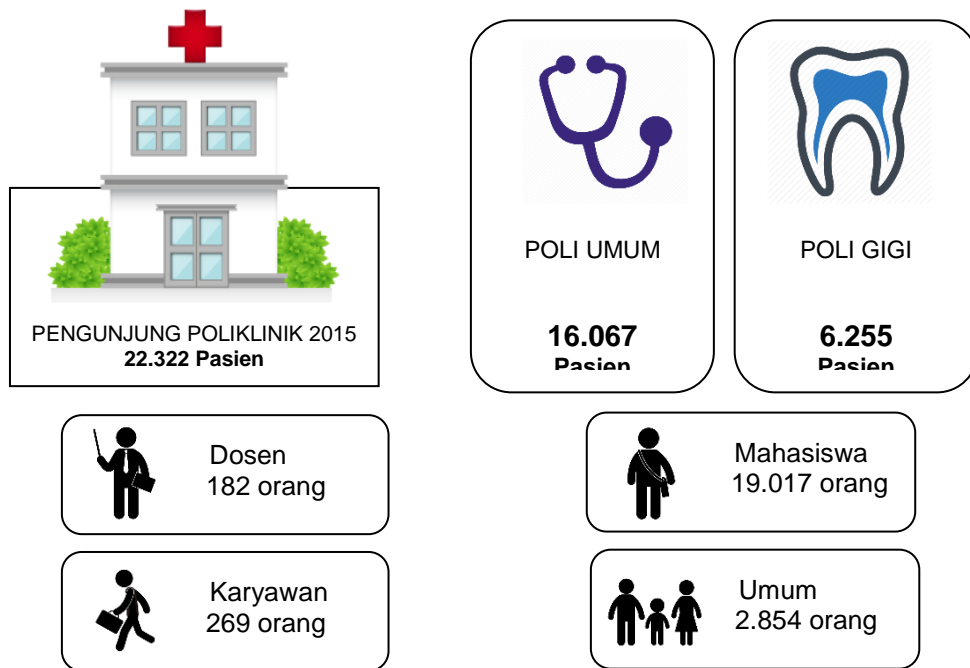 PENGUNJUNG POLIKLINIK 2015
22.322 Pasien
POLI UMUM
16.067
Pasien
POLI GIGI
6.255
Pasien
Dosen
182 orang
Mahasiswa
19.017 orang
Karyawan
269 orang
Umum
2.854 orang